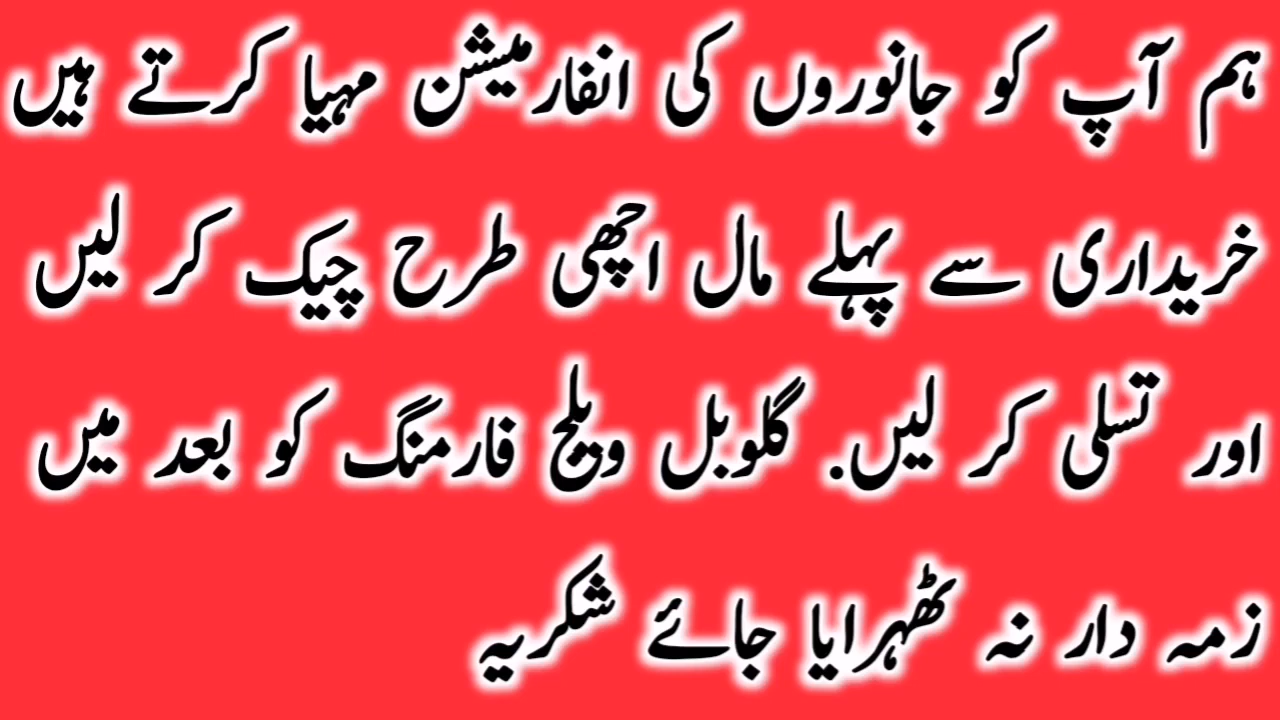 ہم آپ کو جانوروں کی انفارمیشن مہیا کرتے ہیں
خریداری سے پہلے مال اچھی طرح چیک کر لیں
اور تسلی کر لیں. گلوبل ویلج فارمنگ کو بعد میں
زمہ دار نہ ٹھہرایا جائے شکریہ